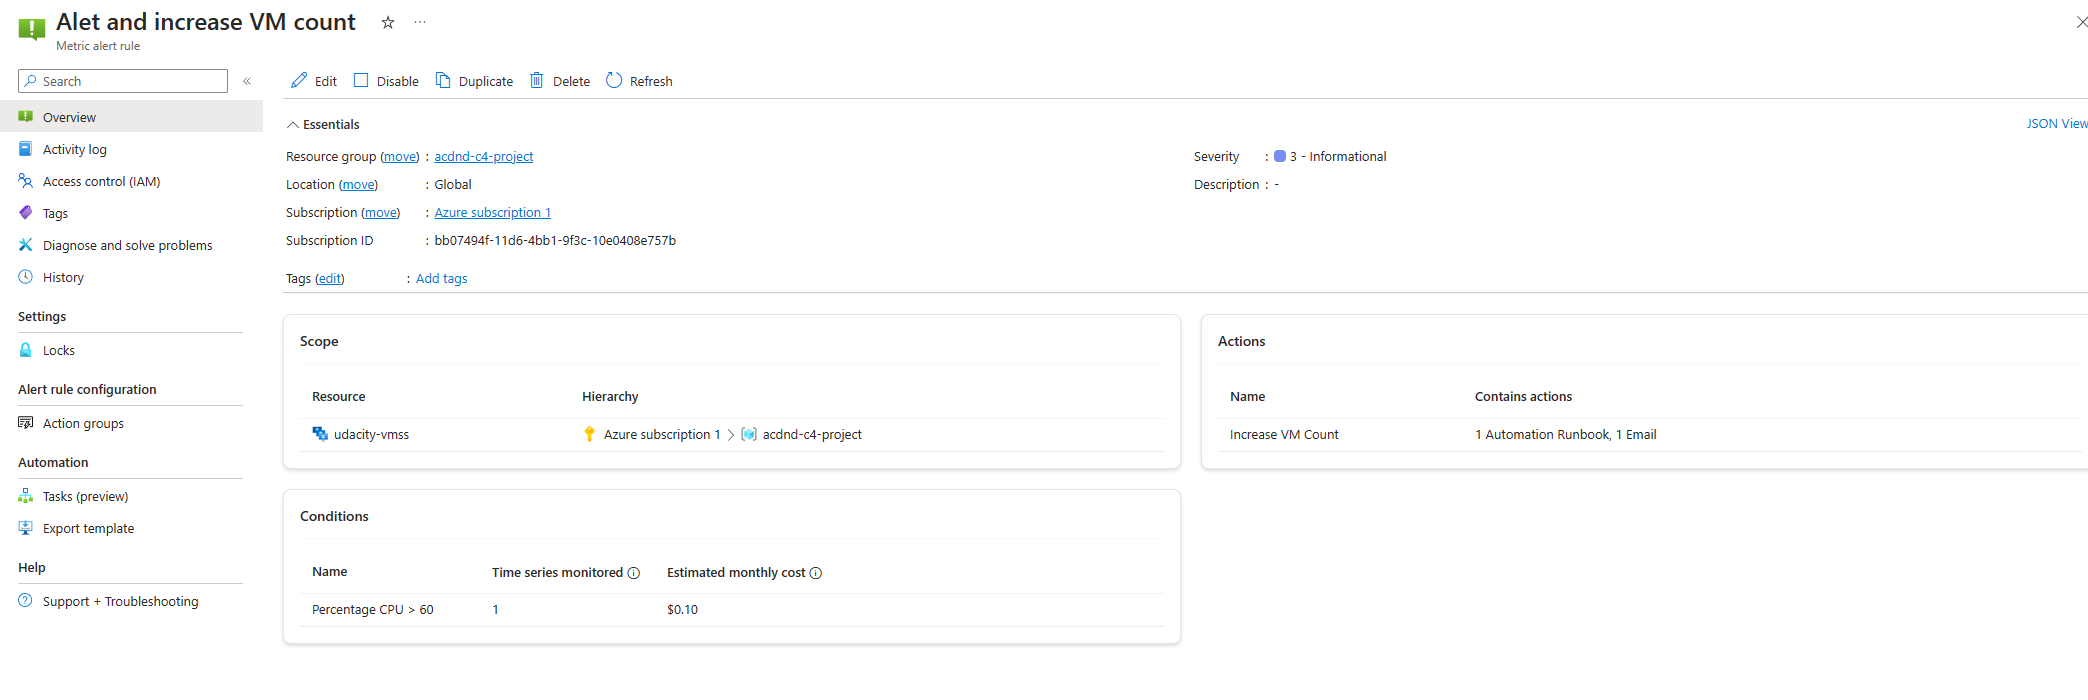 Alet and increase VM count
Metric alert rule
Search
Edit Disable Duplicate Delete Refresh
Overview
Activity log
Access control (IAM)
Tags
Diagnose and solve problems
History
Settings
Locks
Alert rule configuration
Action groups
Automation
Tasks (preview)
Export template
Help
Support + Troubleshooting
Essentials
JSON View
Resource group (move) : acdnd-c4-project
Location (move) : Global
Subscription (move) : Azure subscription 1
Subscription ID : bb07494f-11d6-4bb1-9f3c-10e0408e757b
Severity : 3 - Informational
Description : -
Tags (edit) : Add tags
Scope
Resource Hierarchy
udacity-vmss Azure subscription 1 > acdnd-c4-project
Actions
Name Contains actions
Increase VM Count 1 Automation Runbook, 1 Email
Conditions
Name Time series monitored Estimated monthly cost
Percentage CPU > 60 1 $0.10